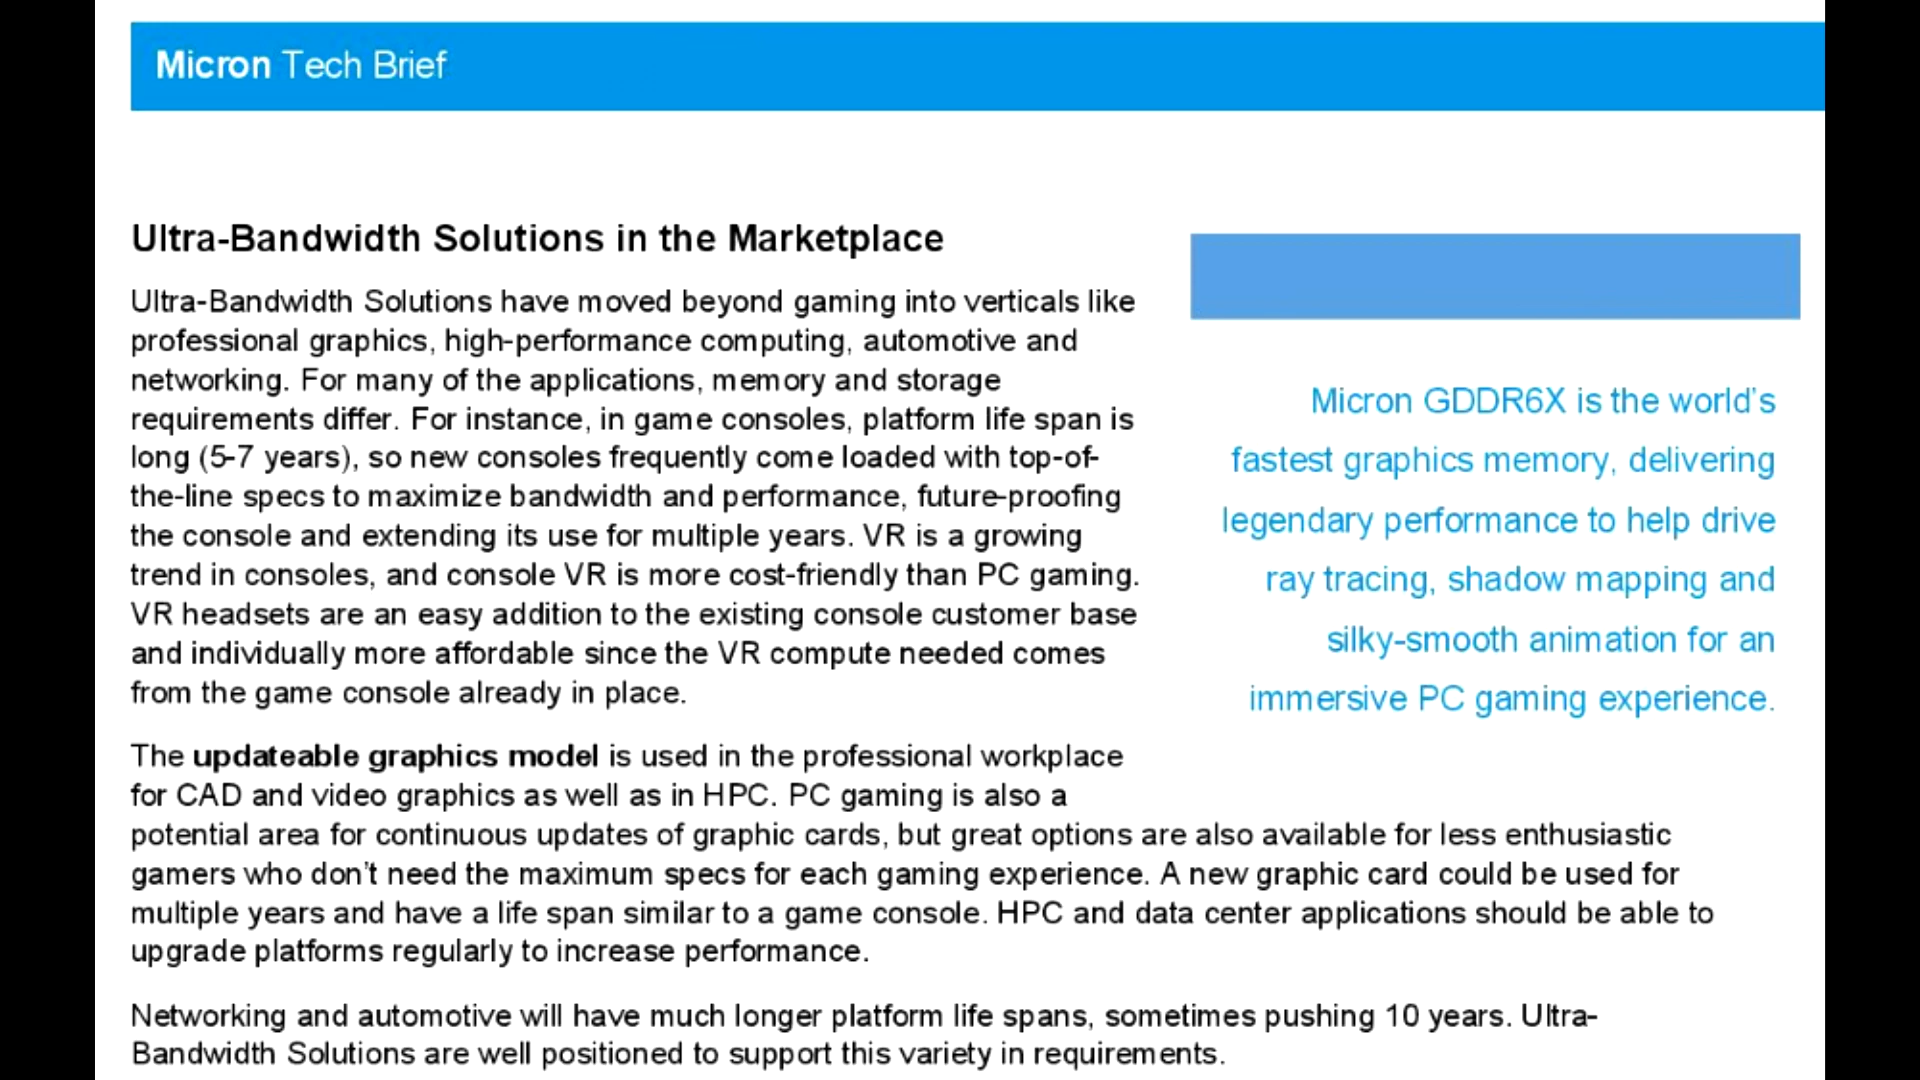 Micron Tech Brief
Ultra-Bandwidth Solutions in the Marketplace
Ultra-Bandwidth Solutions have moved beyond gaming into verticals like
professional graphics, high-performance computing, automotive and
networking. For many of the applications, memory and storage
requirements differ. For instance, in game consoles, platform life span is
long (5-7 years), so new consoles frequently come loaded with top-of-
the-line specs to maximize bandwidth and performance, future-proofing
the console and extending its use for multiple years. VR is a growing
trend in consoles, and console VR is more cost-friendly than PC gaming.
VR headsets are an easy addition to the existing console customer base
and individually more affordable since the VR compute needed comes
from the game console already in place.
The updateable graphics model is used in the professional workplace
for CAD and video graphics as well as in HPC. PC gaming is also a
potential area for continuous updates of graphic cards, but great options are also available for less enthusiastic
gamers who don't need the maximum specs for each gaming experience. A new graphic card could be used for
multiple years and have a life span similar to a game console. HPC and data center applications should be able to
upgrade platforms regularly to increase performance.
Networking and automotive will have much longer platform life spans, sometimes pushing 10 years. Ultra-
Bandwidth Solutions are well positioned to support this variety in requirements.
Micron GDDR6X is the world's
fastest graphics memory, delivering
legendary performance to help drive
ray tracing, shadow mapping and
silky-smooth animation for an
immersive PC gaming experience.